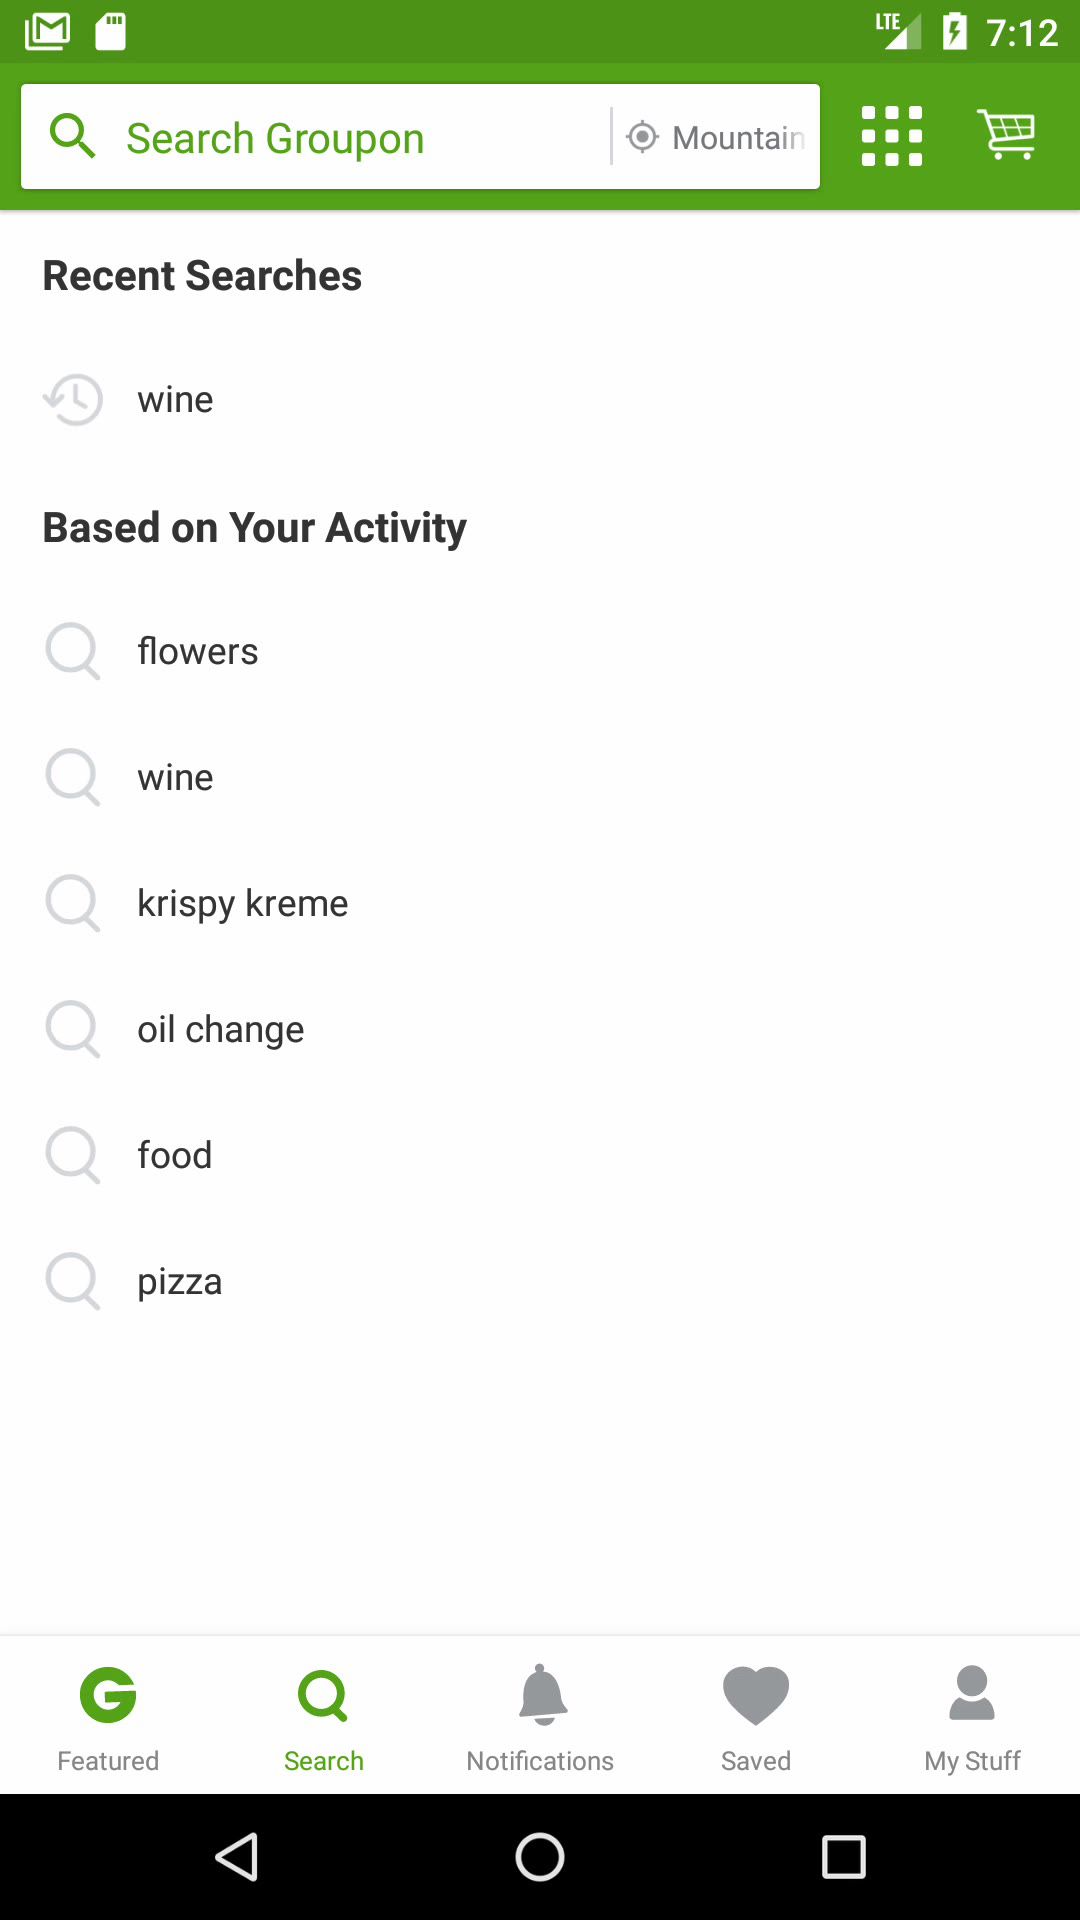 LTE 7:12
Search Groupon Mountain
Recent Searches
wine
Based on Your Activity
flowers
wine
krispy kreme
oil change
food
pizza
Featured Search Notifications Saved My Stuff